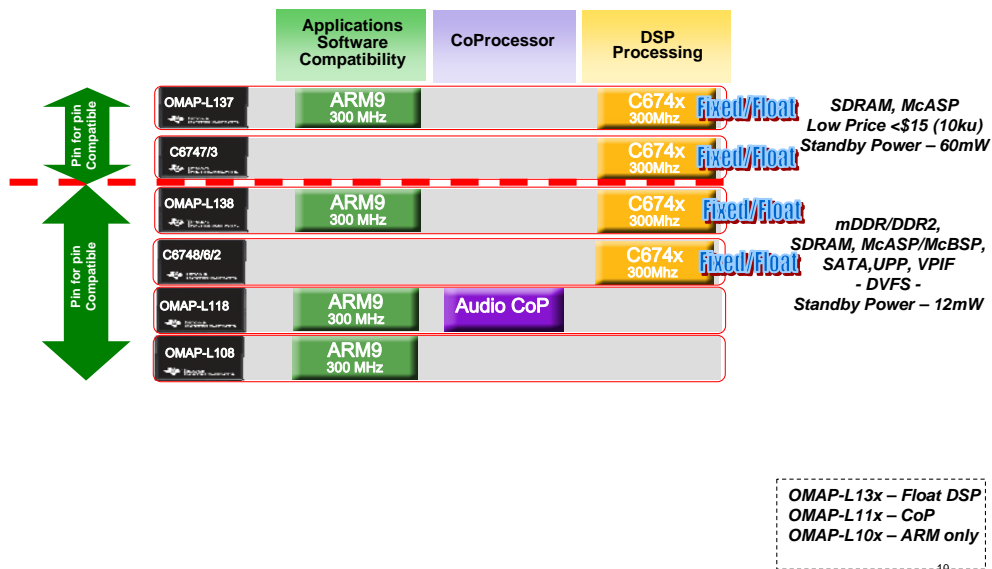 Applications
Software
Compatibility
CoProcessor
DSP
Processing
Pin for pin
Compatible
OMAP-L137
ARM9
300 MHz
C674x
300Mhz
Fixed/Float
SDRAM, McASP
Low Price <$15 (10ku)
Standby Power – 60mW
C6747/3
C674x
300Mhz
Fixed/Float
Pin for pin
Compatible
OMAP-L138
ARM9
300 MHz
C674x
300Mhz
Fixed/Float
mDDR/DDR2,
SDRAM, McASP/McBSP,
SATA,UPP, VPIF
- DVFS -
Standby Power – 12mW
C6748/6/2
C674x
300Mhz
Fixed/Float
OMAP-L118
ARM9
300 MHz
Audio CoP
OMAP-L108
ARM9
300 MHz
OMAP-L13x – Float DSP
OMAP-L11x – CoP
OMAP-L10x – ARM only